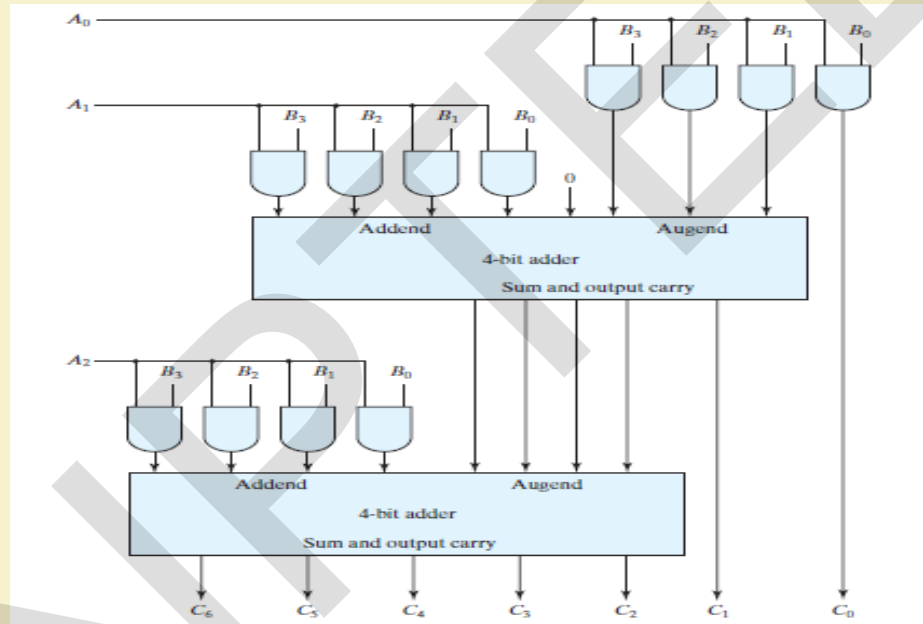 A0
B3 B2 B1 B0
A1
B3 B2 B1 B0
0
Addend Augend
4-bit adder
Sum and output carry
A2
B3 B2 B1 B0
Addend Augend
4-bit adder
Sum and output carry
C6 C5 C4 C3 C2 C1 C0